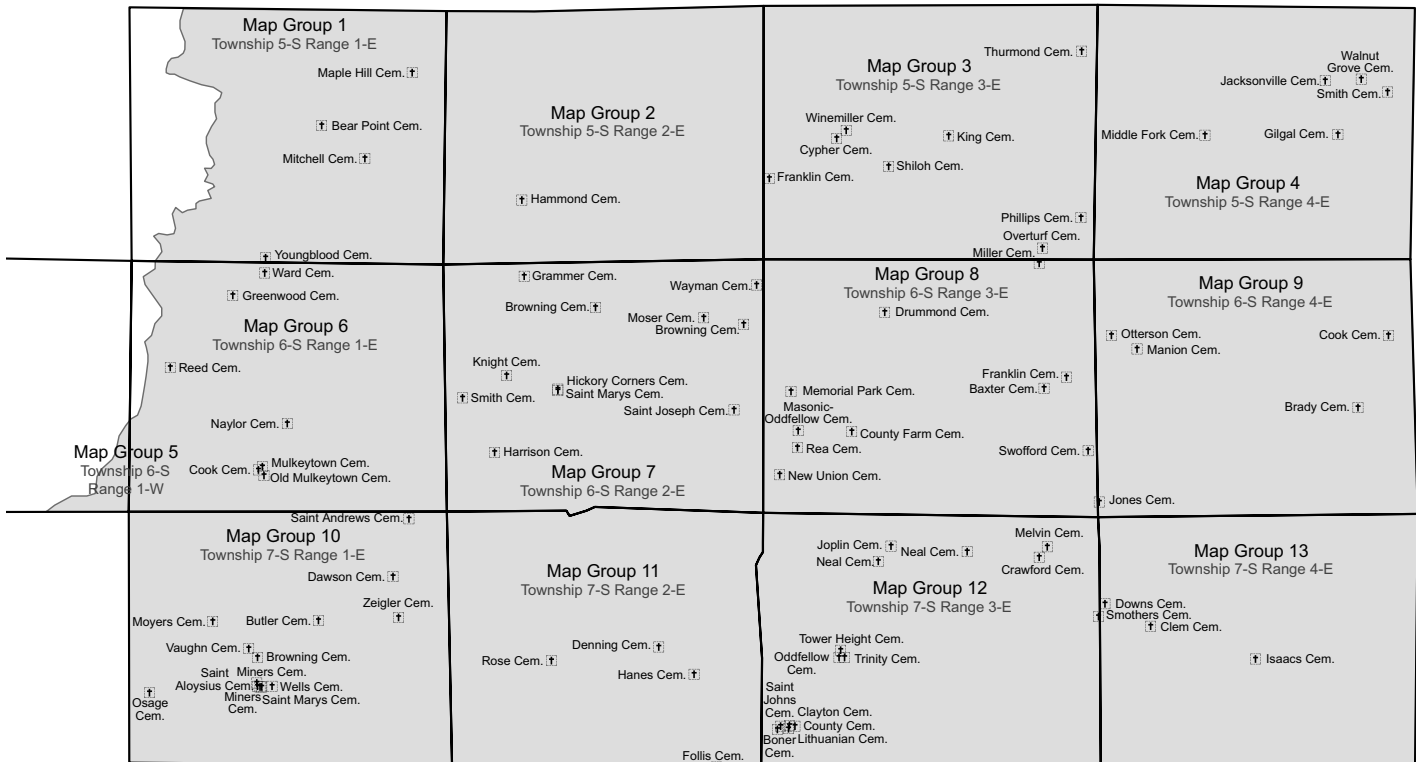 Map Group 1
Township 5-S Range 1-E
Maple Hill Cem.
Bear Point Cem.
Mitchell Cem.
Youngblood Cem.
Map Group 2
Township 5-S Range 2-E
Hammond Cem.
Map Group 3
Township 5-S Range 3-E
Thurmond Cem.
Winemiller Cem.
Cypher Cem.
King Cem.
Shiloh Cem.
Franklin Cem.
Phillips Cem.
Overturf Cem.
Miller Cem.
Walnut
Grove Cem.
Jacksonville Cem.
Smith Cem.
Middle Fork Cem.
Gilgal Cem.
Map Group 4
Township 5-S Range 4-E
Map Group 5
Township 6-S
Range 1-W
Ward Cem.
Greenwood Cem.
Map Group 6
Township 6-S Range 1-E
Reed Cem.
Naylor Cem.
Cook Cem.
Mulkeytown Cem.
Old Mulkeytown Cem.
Grammer Cem.
Wayman Cem.
Browning Cem.
Moser Cem.
Browning Cem.
Knight Cem.
Hickory Corners Cem.
Saint Marys Cem.
Smith Cem.
Saint Joseph Cem.
Harrison Cem.
Map Group 7
Township 6-S Range 2-E
Map Group 8
Township 6-S Range 3-E
Drummond Cem.
Franklin Cem.
Baxter Cem.
Memorial Park Cem.
Masonic-
Oddfellow Cem.
County Farm Cem.
Rea Cem.
Swofford Cem.
New Union Cem.
Map Group 9
Township 6-S Range 4-E
Otterson Cem.
Manion Cem.
Cook Cem.
Brady Cem.
Jones Cem.
Saint Andrews Cem.
Map Group 10
Township 7-S Range 1-E
Dawson Cem.
Zeigler Cem.
Moyers Cem.
Butler Cem.
Vaughn Cem.
Browning Cem.
Saint
Aloysius Cem.
Miners Cem.
Wells Cem.
Miners
Cem.
Saint Marys Cem.
Osage
Cem.
Map Group 11
Township 7-S Range 2-E
Denning Cem.
Rose Cem.
Hanes Cem.
Follis Cem.
Joplin Cem.
Neal Cem.
Neal Cem.
Melvin Cem.
Crawford Cem.
Map Group 12
Township 7-S Range 3-E
Tower Height Cem.
Oddfellow
Cem.
Trinity Cem.
Saint
Johns
Cem.
Clayton Cem.
County Cem.
Boner
Cem.
Lithuanian Cem.
Map Group 13
Township 7-S Range 4-E
Downs Cem.
Smothers Cem.
Clem Cem.
Isaacs Cem.